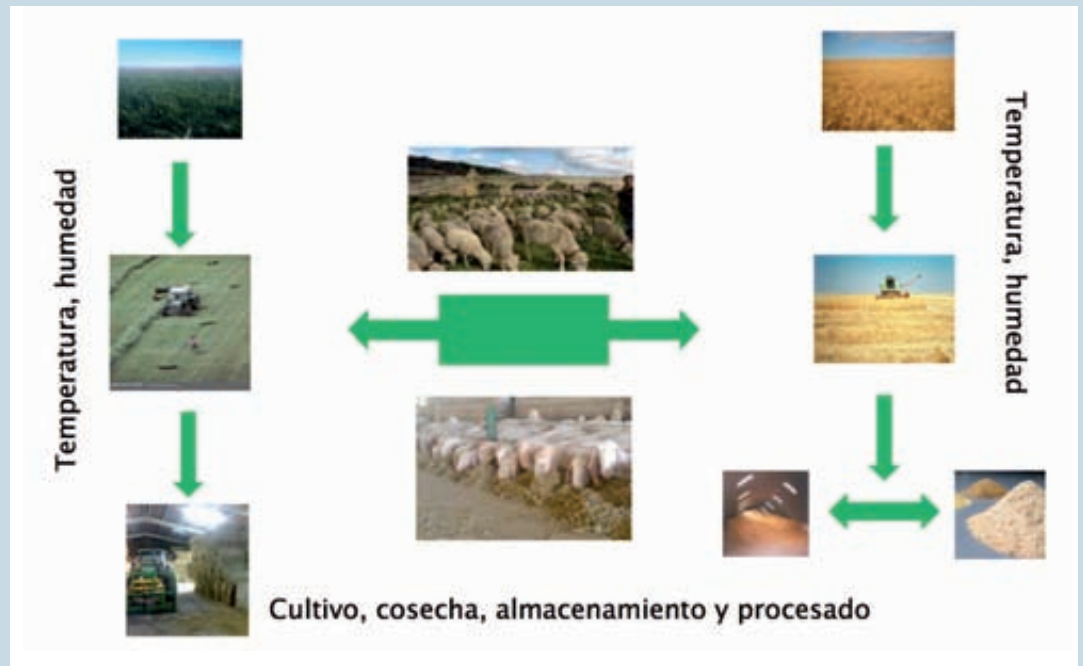 Temperatura, humedad
Temperatura, humedad
Cultivo, cosecha, almacenamiento y procesado